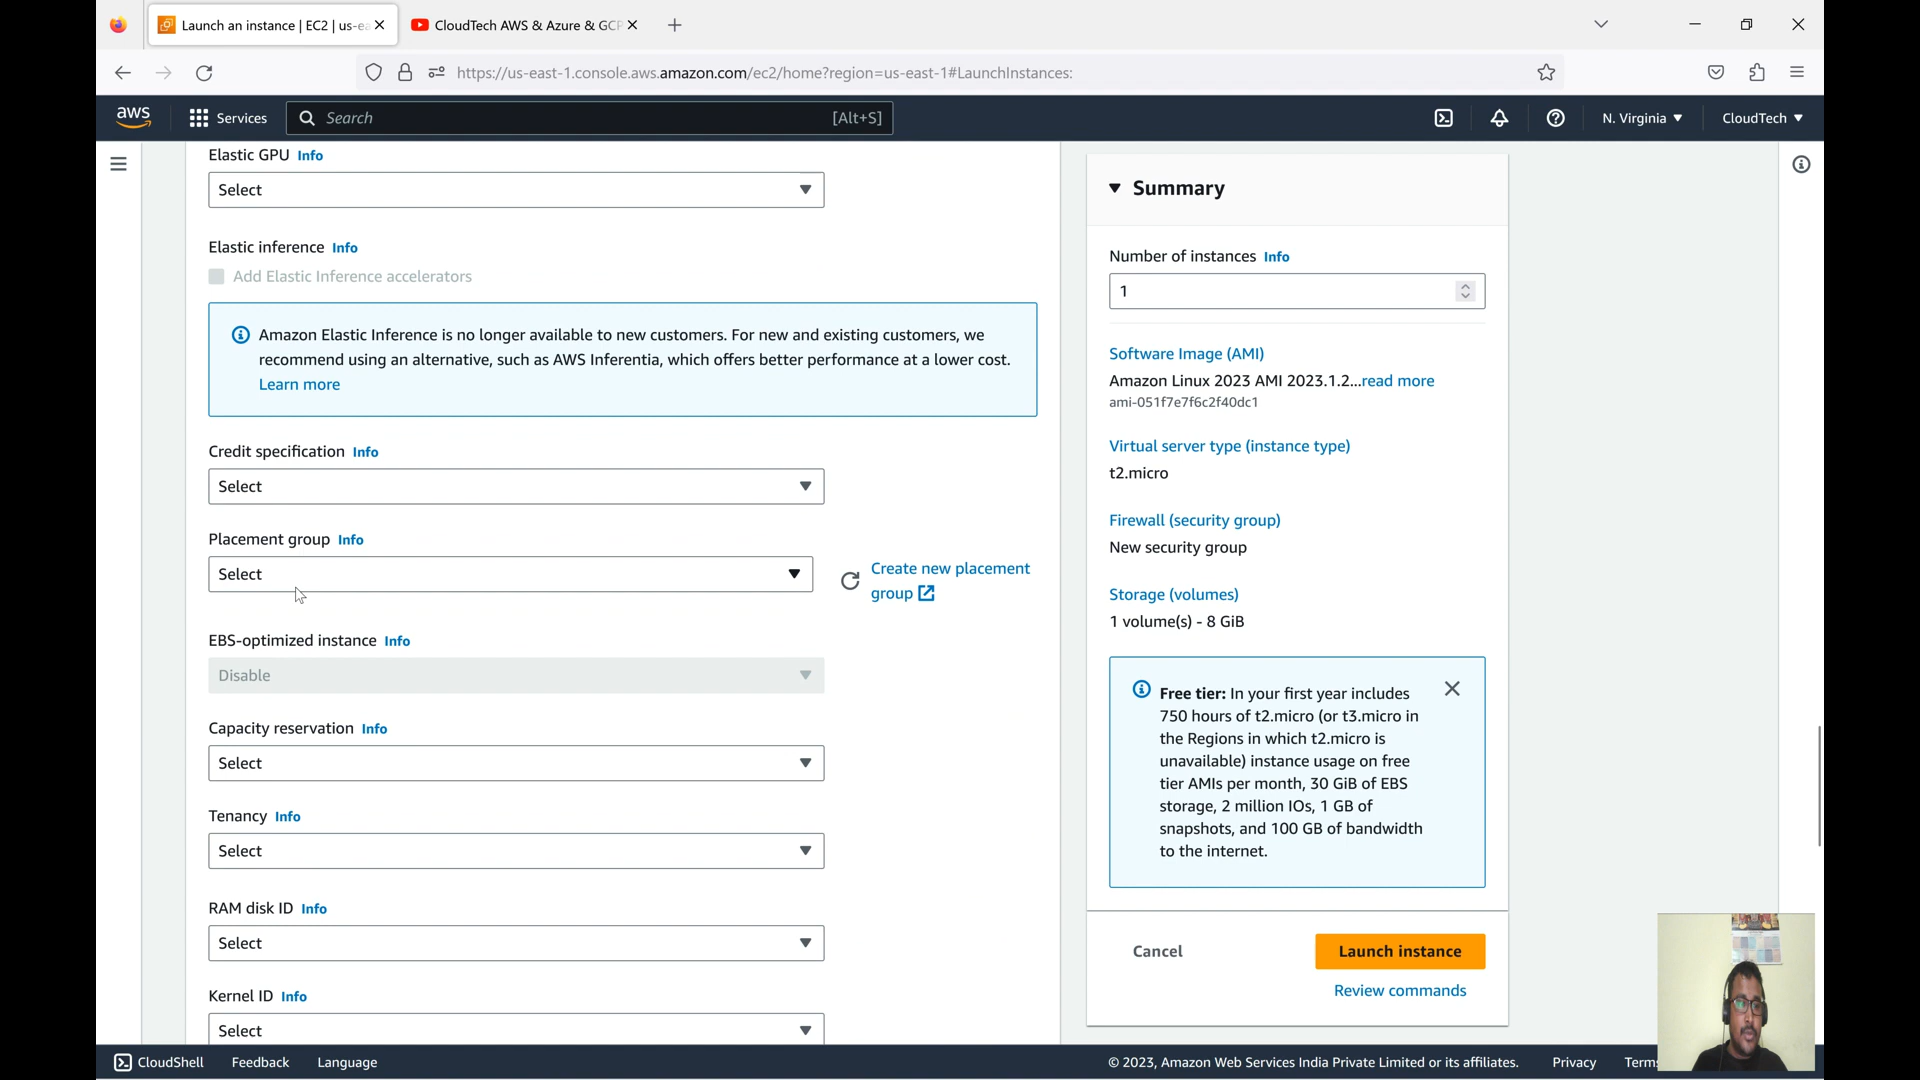 Launch an instance | EC2 | us-ea
CloudTech AWS & Azure & GCP
https://us-east-1.console.aws.amazon.com/ec2/home?region=us-east-1#LaunchInstances:
aws
Services
Search
[Alt+S]
N. Virginia
CloudTech
Elastic GPU Info
Select
Elastic inference Info
Add Elastic Inference accelerators
Amazon Elastic Inference is no longer available to new customers. For new and existing customers, we
recommend using an alternative, such as AWS Inferentia, which offers better performance at a lower cost.
Learn more
Credit specification Info
Select
Placement group Info
Select
Create new placement
group
EBS-optimized instance Info
Disable
Capacity reservation Info
Select
Tenancy Info
Select
RAM disk ID Info
Select
Kernel ID Info
Select
Summary
Number of instances Info
1
Software Image (AMI)
Amazon Linux 2023 AMI 2023.1.2...read more
ami-051f7e7f6c2f40dc1
Virtual server type (instance type)
t2.micro
Firewall (security group)
New security group
Storage (volumes)
1 volume(s) - 8 GiB
Free tier: In your first year includes
750 hours of t2.micro (or t3.micro in
the Regions in which t2.micro is
unavailable) instance usage on free
tier AMIs per month, 30 GiB of EBS
storage, 2 million IOs, 1 GB of
snapshots, and 100 GB of bandwidth
to the internet.
Cancel
Launch instance
Review commands
CloudShell
Feedback
Language
© 2023, Amazon Web Services India Private Limited or its affiliates.
Privacy
Terms